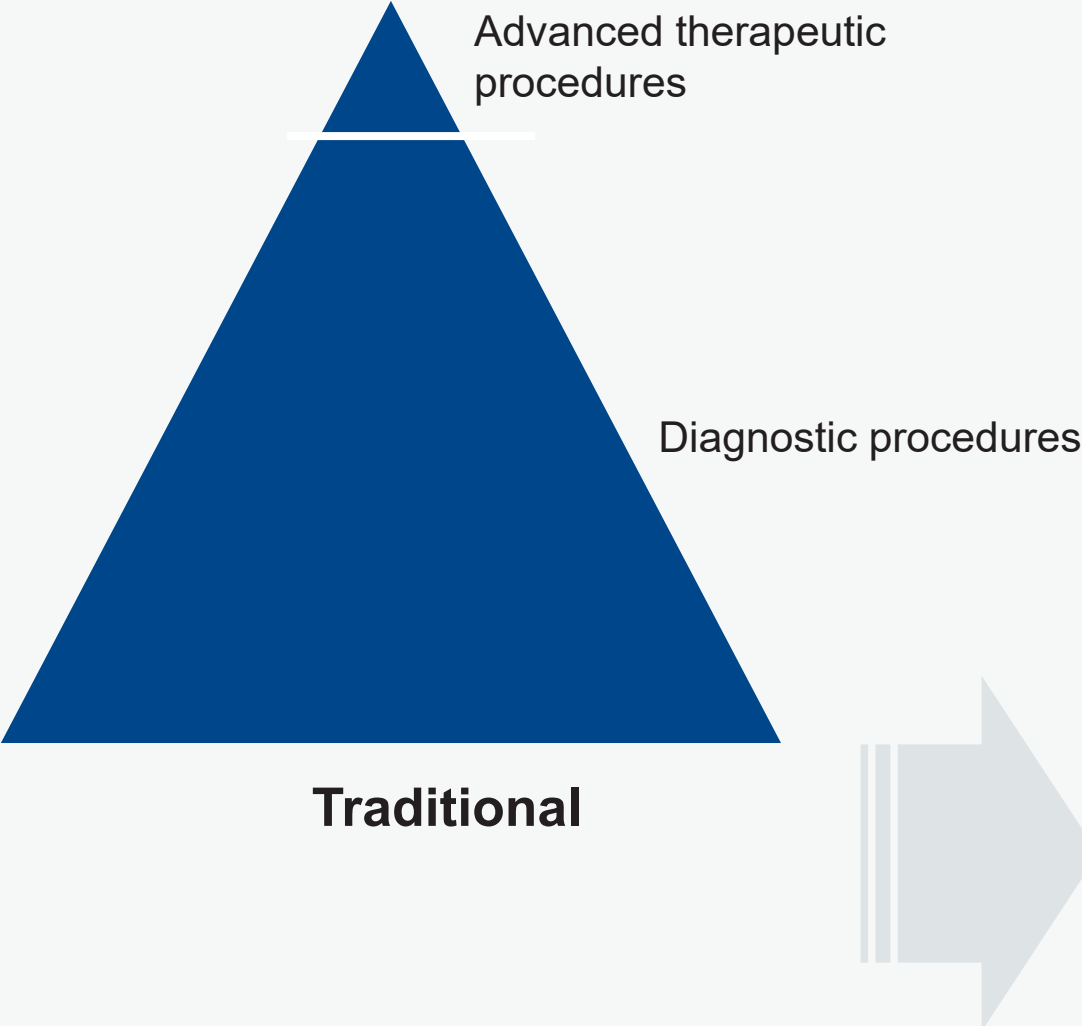 Advanced therapeutic
procedures
Diagnostic procedures
Traditional